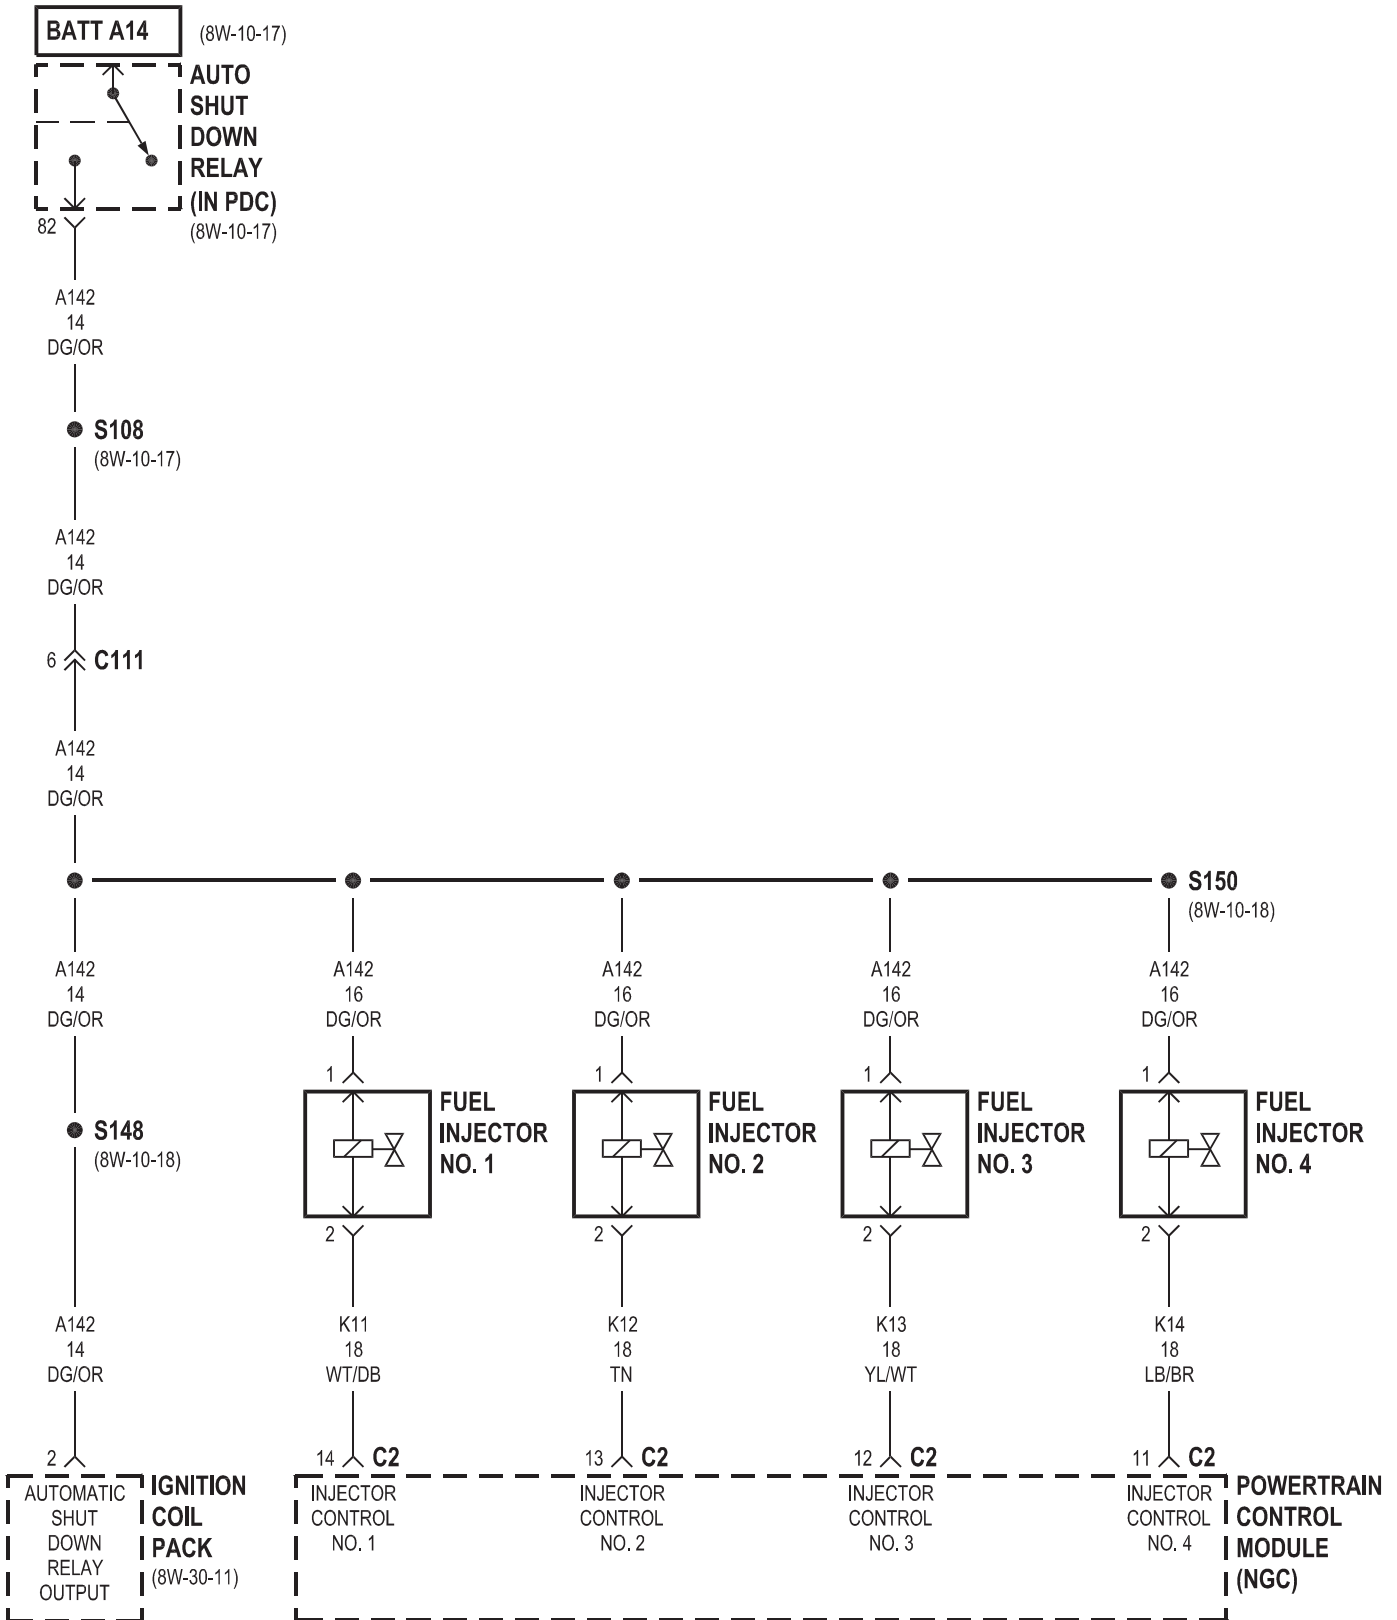 BATT A14
(8W-10-17)
AUTO
SHUT
DOWN
RELAY
(IN PDC)
(8W-10-17)
82
A142
14
DG/OR
S108
(8W-10-17)
A142
14
DG/OR
6
C111
A142
14
DG/OR
S150
(8W-10-18)
A142
14
DG/OR
A142
16
DG/OR
A142
16
DG/OR
A142
16
DG/OR
A142
16
DG/OR
S148
(8W-10-18)
1
FUEL
INJECTOR
NO. 1
2
1
FUEL
INJECTOR
NO. 2
2
1
FUEL
INJECTOR
NO. 3
2
1
FUEL
INJECTOR
NO. 4
2
A142
14
DG/OR
K11
18
WT/DB
K12
18
TN
K13
18
YL/WT
K14
18
LB/BR
2
14
C2
13
C2
12
C2
11
C2
AUTOMATIC
SHUT
DOWN
RELAY
OUTPUT
IGNITION
COIL
PACK
(8W-30-11)
INJECTOR
CONTROL
NO. 1
INJECTOR
CONTROL
NO. 2
INJECTOR
CONTROL
NO. 3
INJECTOR
CONTROL
NO. 4
POWERTRAIN
CONTROL
MODULE
(NGC)